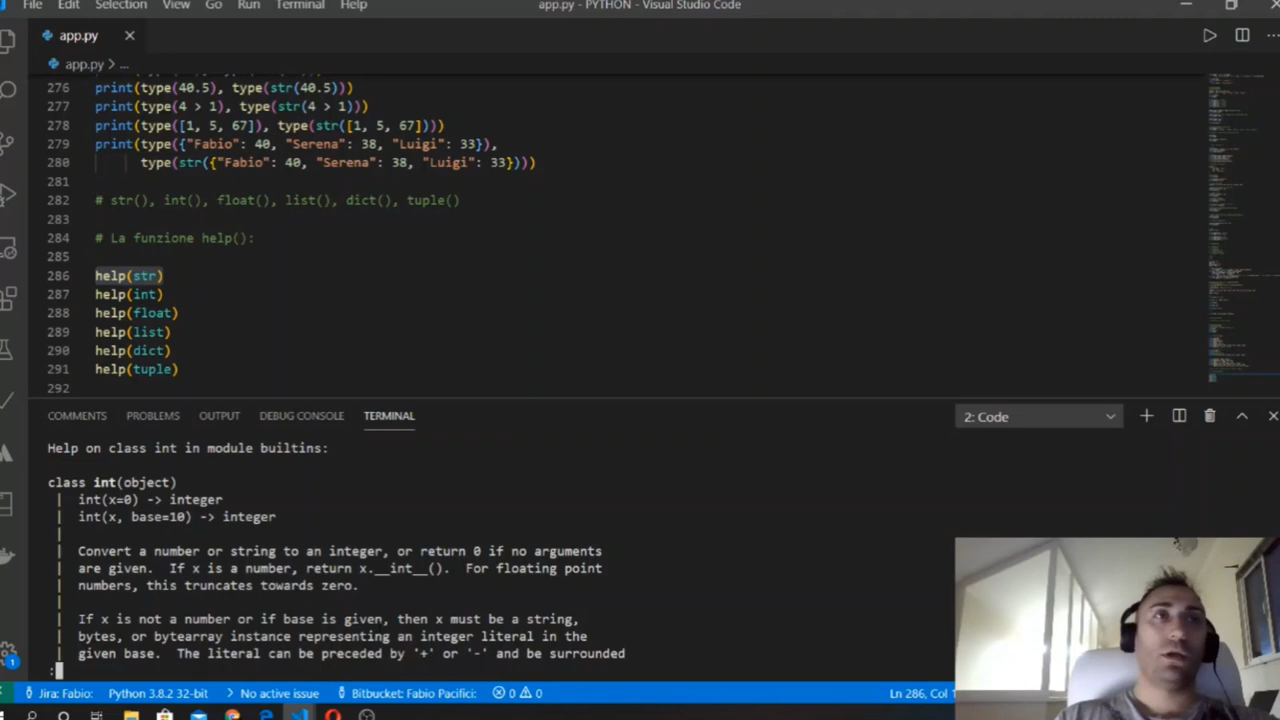 File Edit Selection View Go Run Terminal Help app.py - PYTHON - Visual Studio Code
app.py
app.py > ...
276 print(type(40.5), type(str(40.5)))
277 print(type(4 > 1), type(str(4 > 1)))
278 print(type([1, 5, 67]), type(str([1, 5, 67])))
279 print(type({"Fabio": 40, "Serena": 38, "Luigi": 33}),
280 type(str({"Fabio": 40, "Serena": 38, "Luigi": 33})))
281
282 # str(), int(), float(), list(), dict(), tuple()
283
284 # La funzione help():
285
286 help(str)
287 help(int)
288 help(float)
289 help(list)
290 help(dict)
291 help(tuple)
292
COMMENTS PROBLEMS OUTPUT DEBUG CONSOLE TERMINAL 2: Code
Help on class int in module builtins:
class int(object)
| int(x=0) -> integer
| int(x, base=10) -> integer
|
| Convert a number or string to an integer, or return 0 if no arguments
| are given. If x is a number, return x.__int__(). For floating point
| numbers, this truncates towards zero.
|
| If x is not a number or if base is given, then x must be a string,
| bytes, or bytearray instance representing an integer literal in the
| given base. The literal can be preceded by '+' or '-' and be surrounded
:
1
Jira: Fabio: Python 3.8.2 32-bit No active issue Bitbucket: Fabio Pacifici: 0 0 Ln 286, Col 1